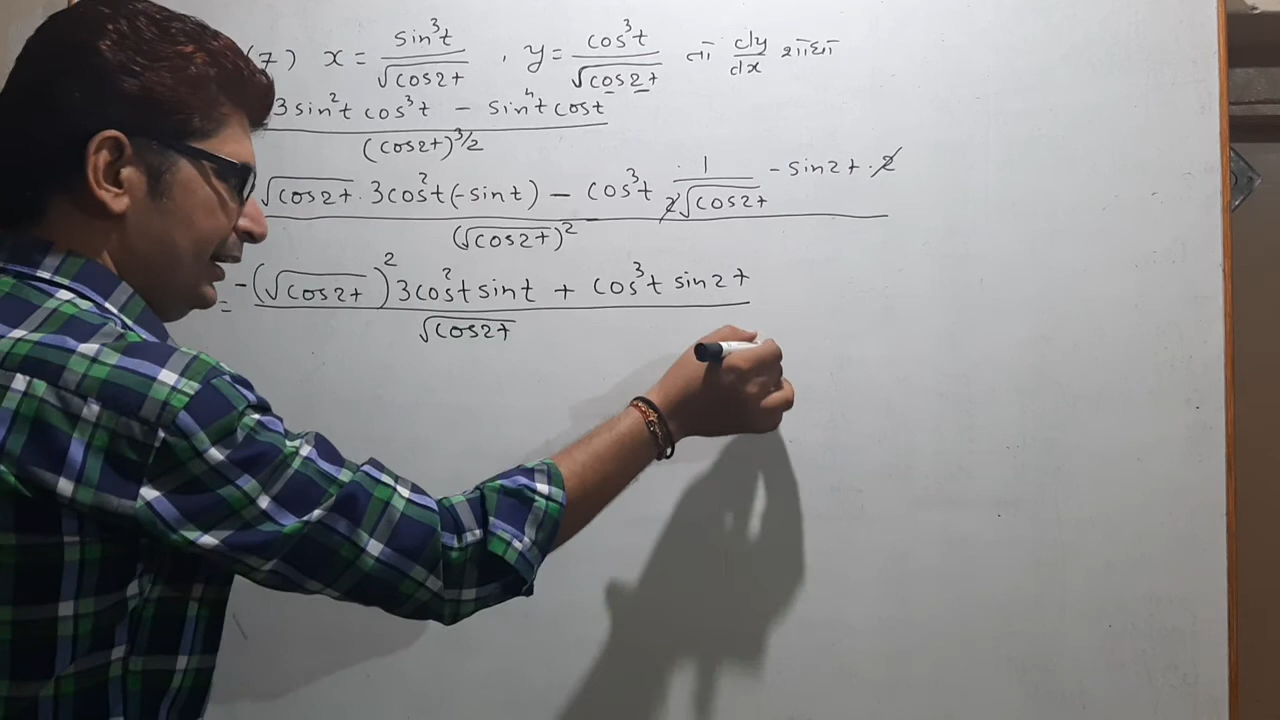 (7) x = sin³t / √cos2t , y = cos³t / √cos2t તો dy/dx શોધો
3sin²t cos³t − sin⁴t cost / (cos2t)^3/2
√cos2t · 3cos²t(-sint) − cos³t 1 / 2√cos2t − sin2t · 2 / (√cos2t)²
= −(√cos2t)² 3cos²t sint + cos³t sin2t / √cos2t